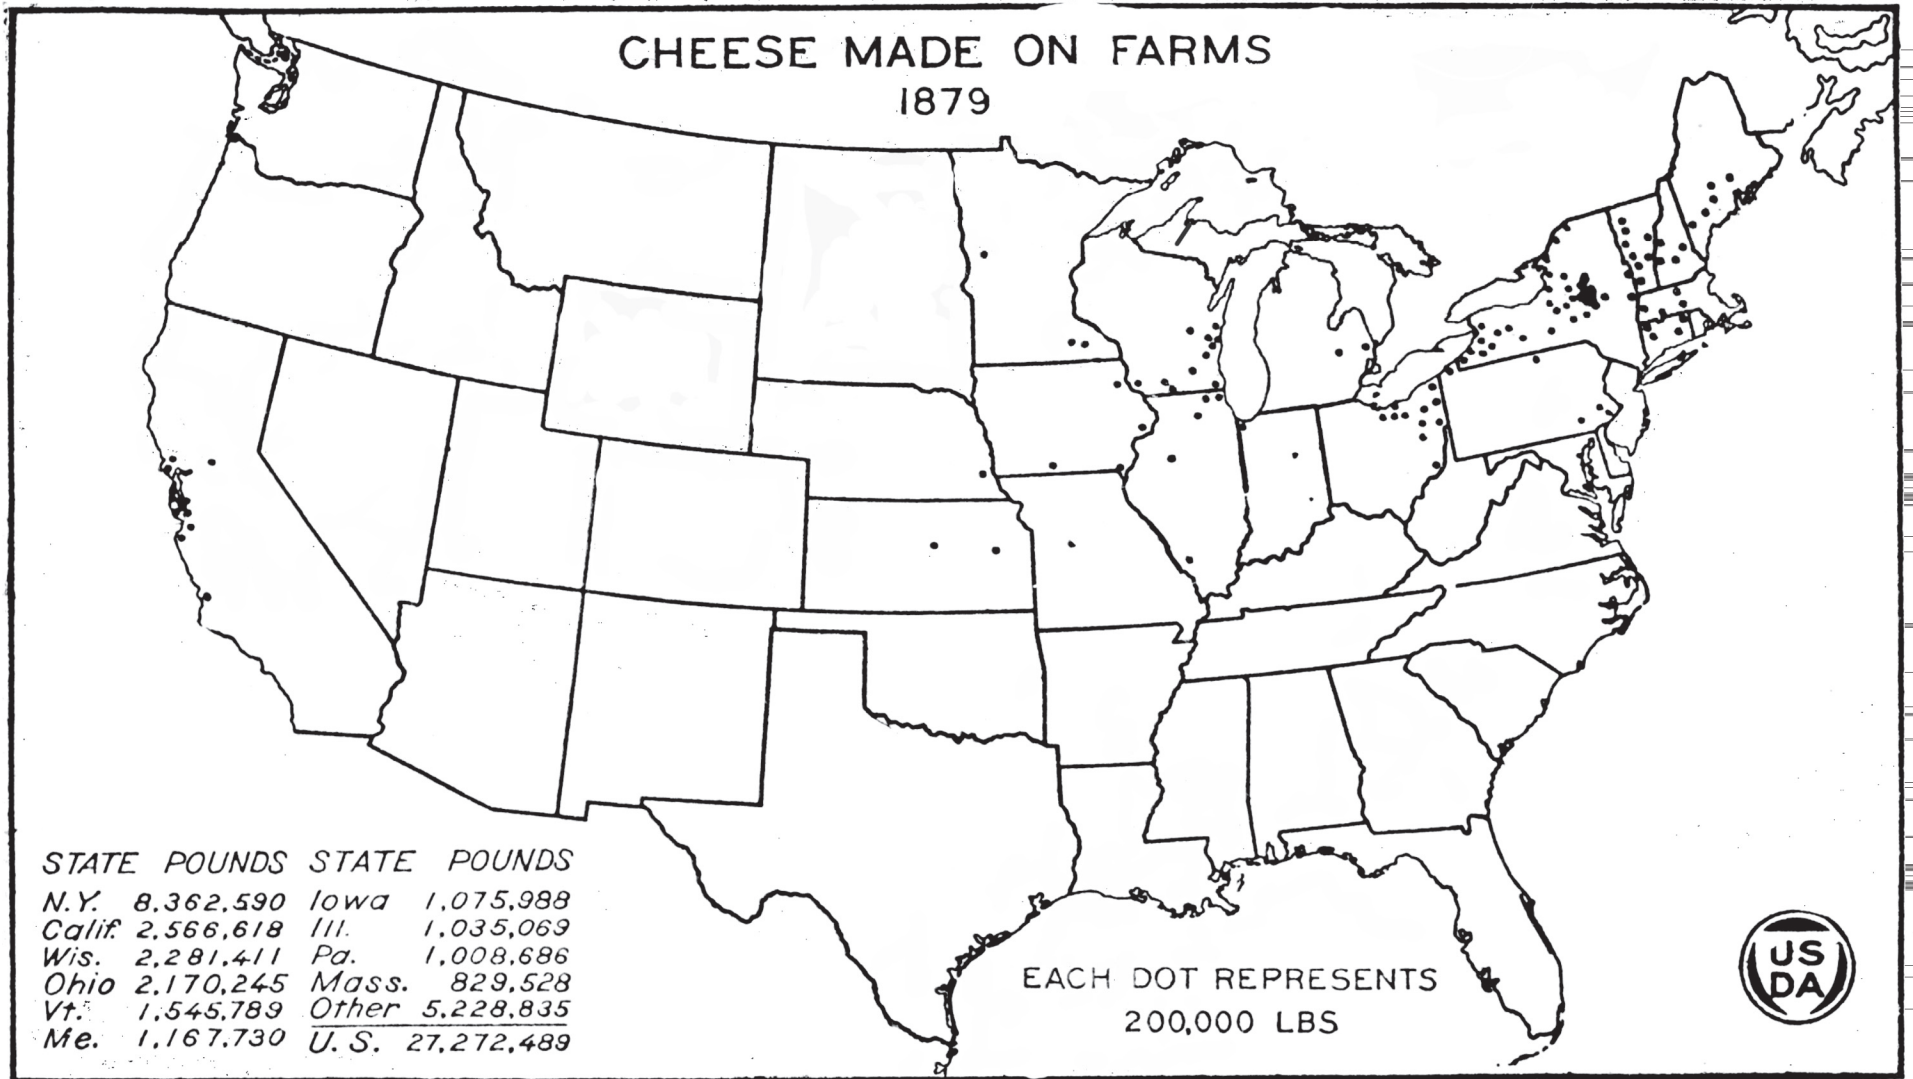 CHEESE MADE ON FARMS
1879
STATE POUNDS STATE POUNDS
N.Y. 8,362,590 Iowa 1,075,988
Calif. 2,566,618 Ill. 1,035,069
Wis. 2,281,411 Pa. 1,008,686
Ohio 2,170,245 Mass. 829,528
Vt. 1,545,789 Other 5,228,835
Me. 1,167,730 U.S. 27,272,489
EACH DOT REPRESENTS
200,000 LBS
US
DA